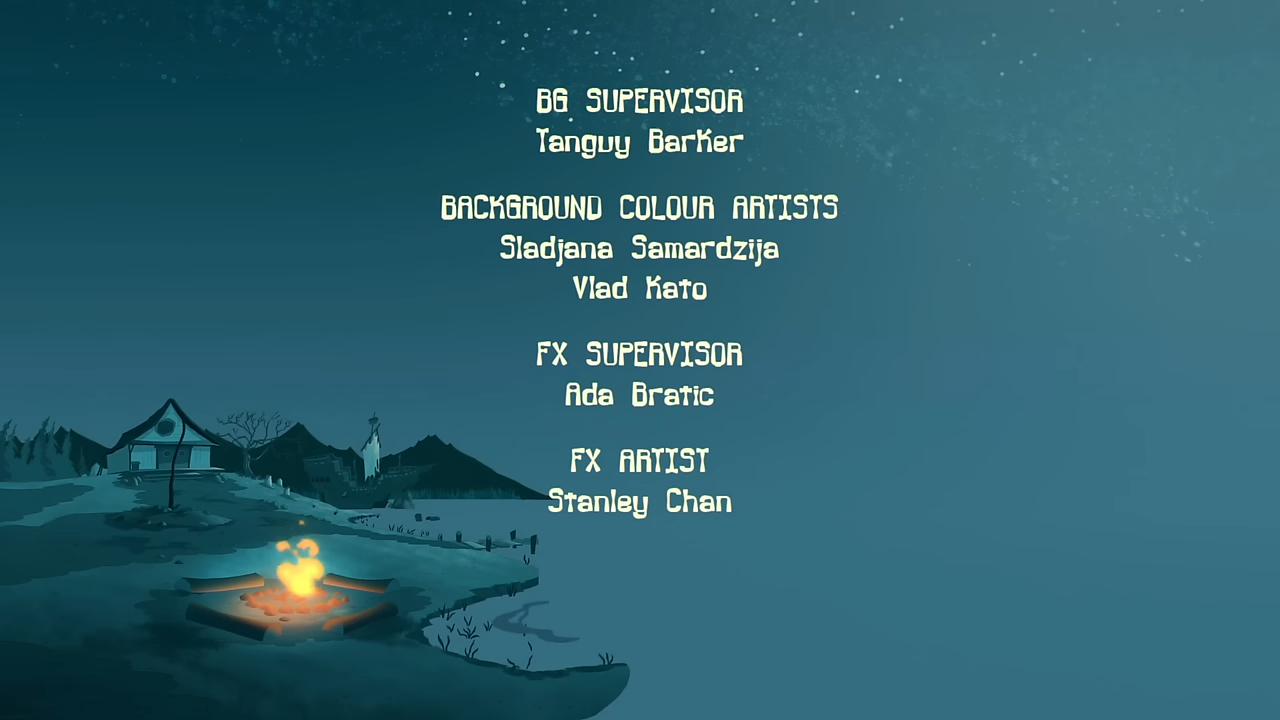 BG SUPERVISOR
Tanguy Barker
BACKGROUND COLOUR ARTISTS
Sladjana Samardzija
Vlad Kato
FX SUPERVISOR
Ada Bratic
FX ARTIST
Stanley Chan